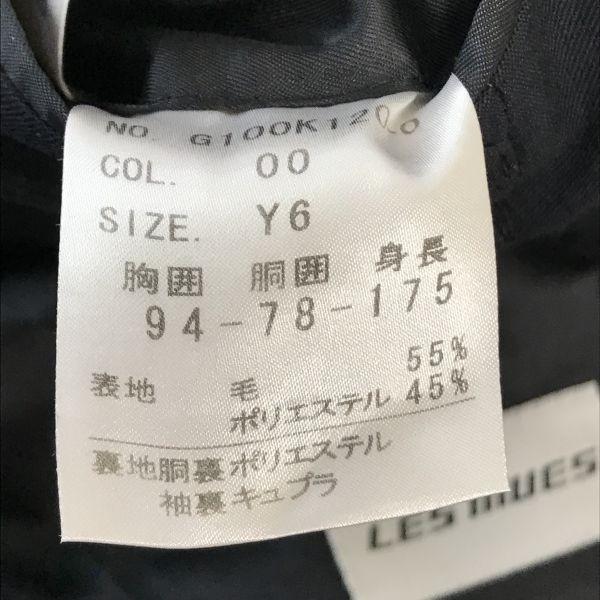 NO. G100K1200
COL. 00
SIZE. Y6
胸囲 胴囲 身長
94-78-175
表地 毛 55%
ポリエステル 45%
裏地胴裏ポリエステル
袖裏キュプラ
LES MUES